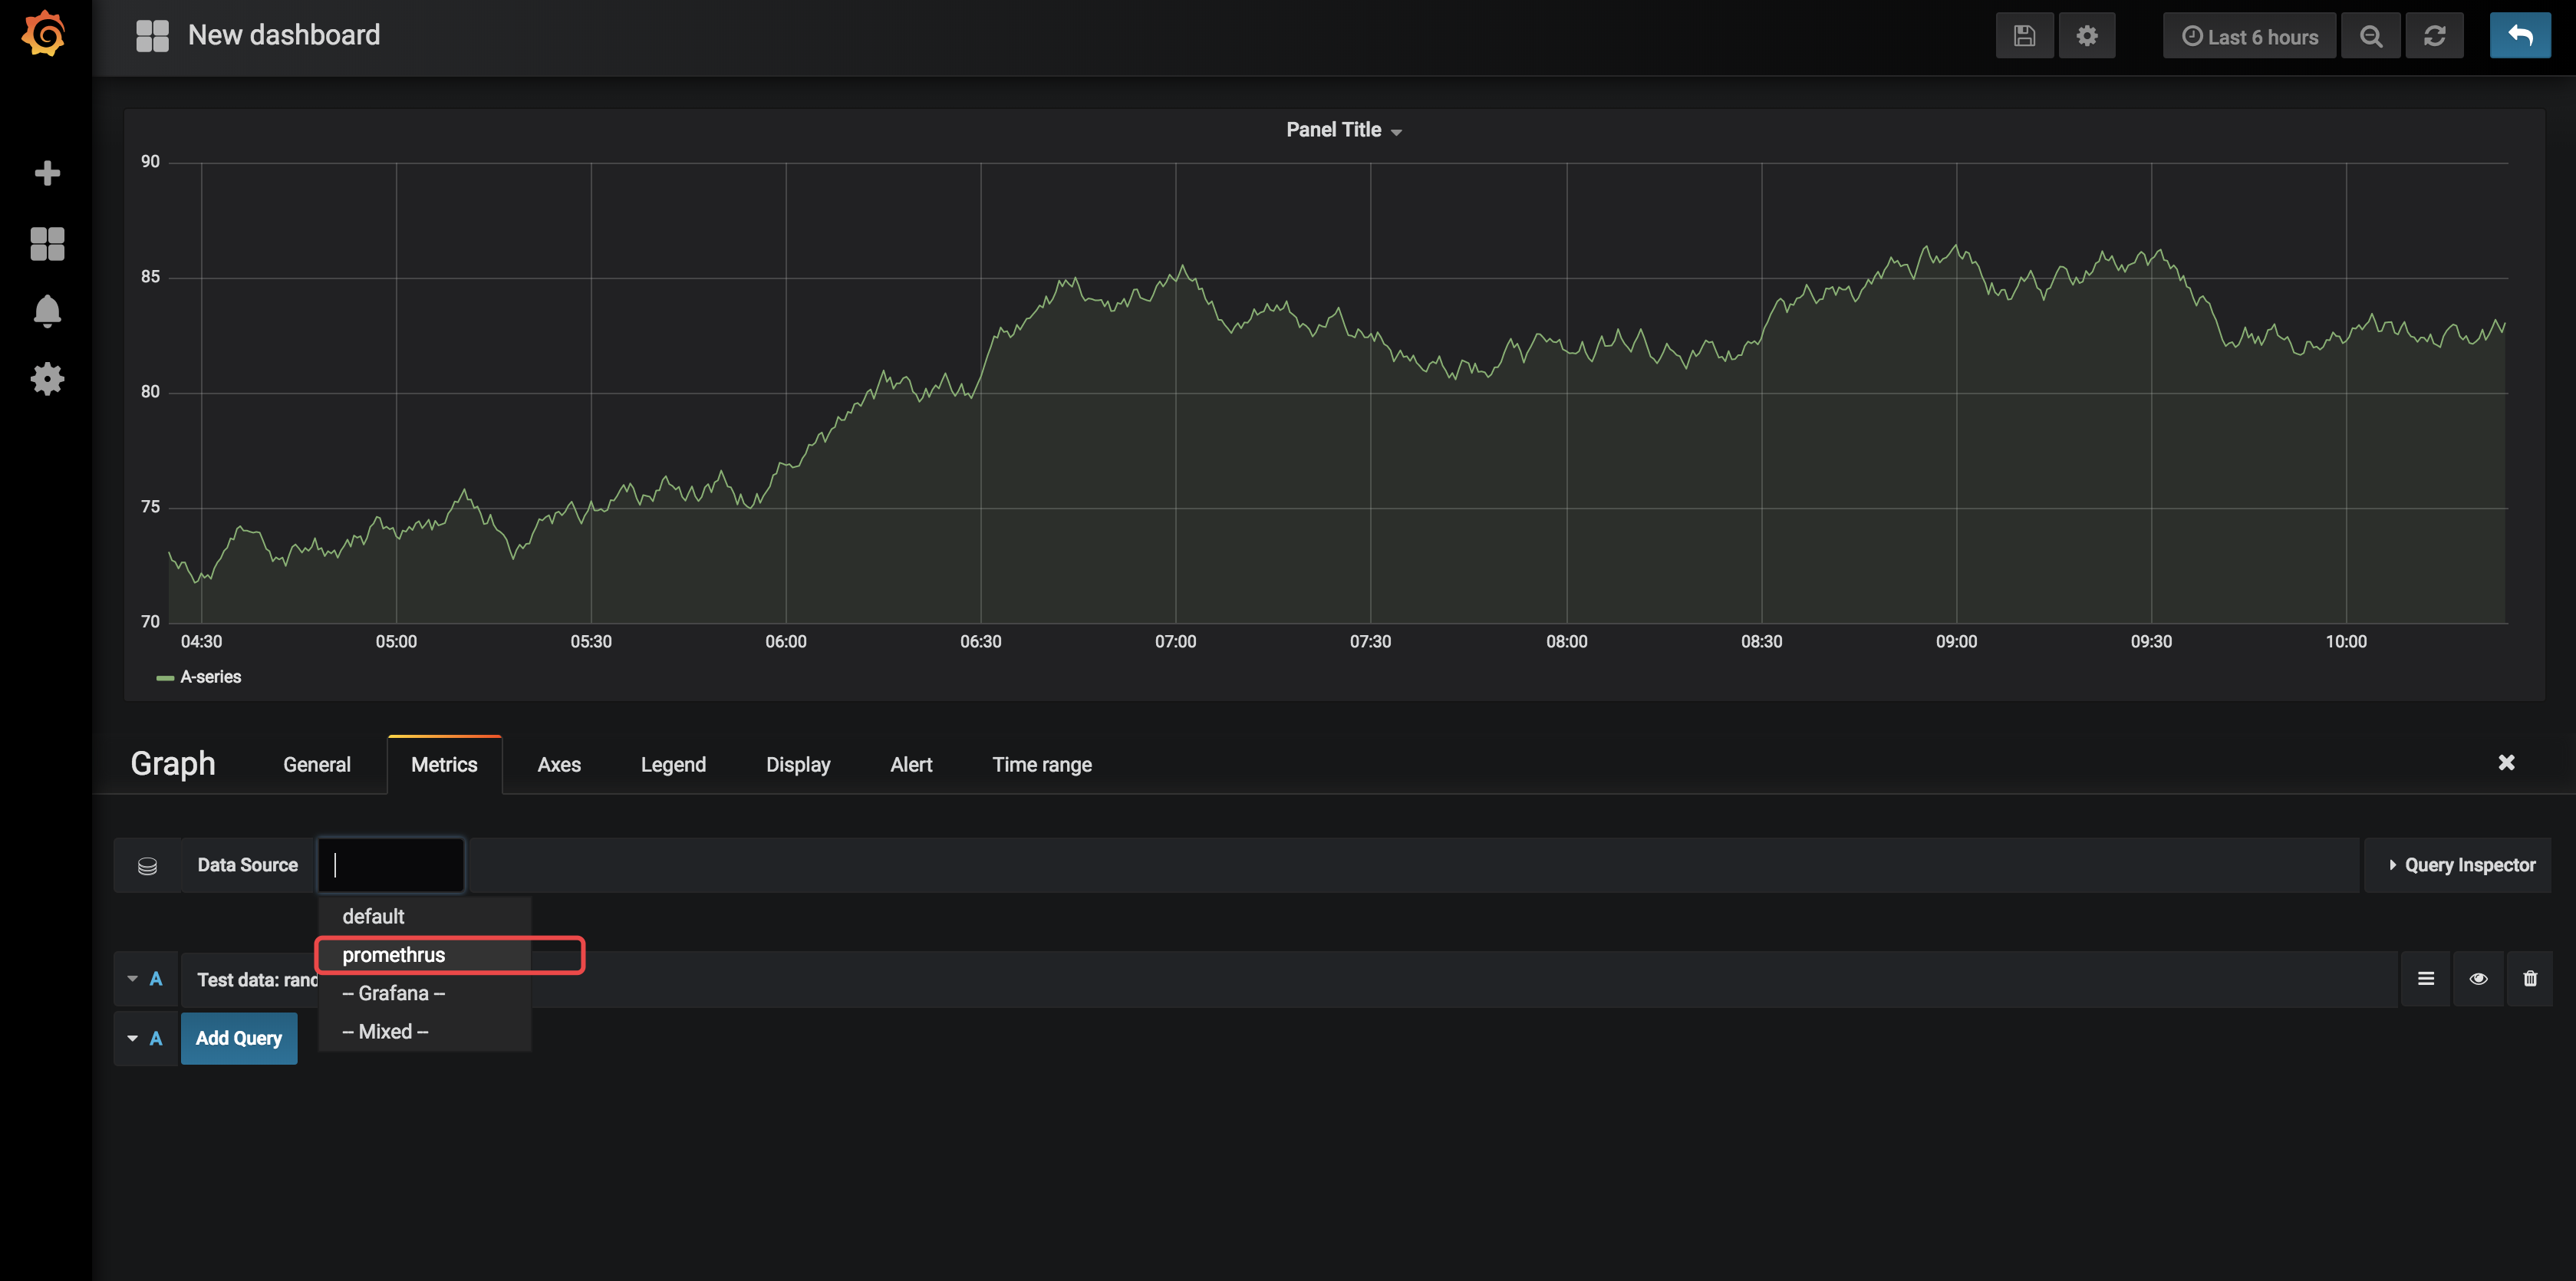 New dashboard
Last 6 hours
Panel Title
90
85
80
75
70
04:30 05:00 05:30 06:00 06:30 07:00 07:30 08:00 08:30 09:00 09:30 10:00
A-series
Graph General Metrics Axes Legend Display Alert Time range
Data Source Query Inspector
default
promethrus
A Test data: rand
-- Grafana --
-- Mixed --
A Add Query